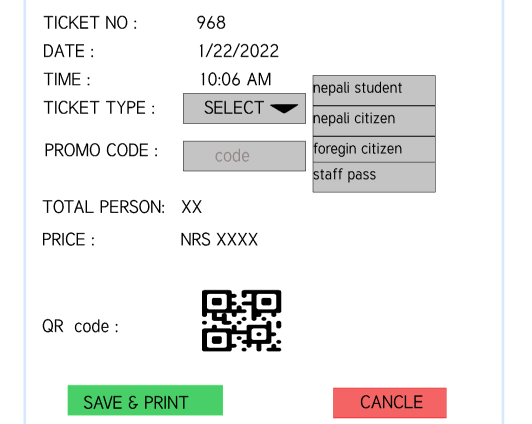 TICKET NO : 968
DATE : 1/22/2022
TIME : 10:06 AM
TICKET TYPE : SELECT
nepali student
nepali citizen
foregin citizen
staff pass
PROMO CODE : code
TOTAL PERSON: XX
PRICE : NRS XXXX
QR code :
SAVE & PRINT
CANCLE